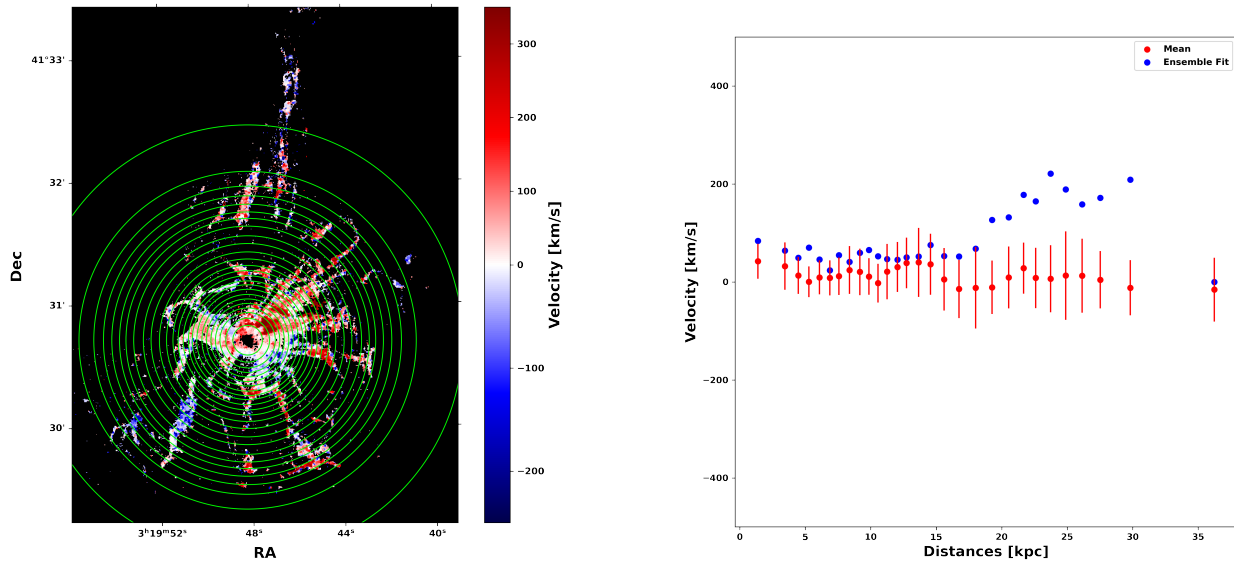 41°33'
32'
31'
30'
Dec
3ʰ19ᵐ52ˢ
48ˢ
44ˢ
40ˢ
RA
300
200
100
0
−100
−200
Velocity [km/s]
Mean
Ensemble Fit
400
200
0
−200
−400
Velocity [km/s]
0
5
10
15
20
25
30
35
Distances [kpc]